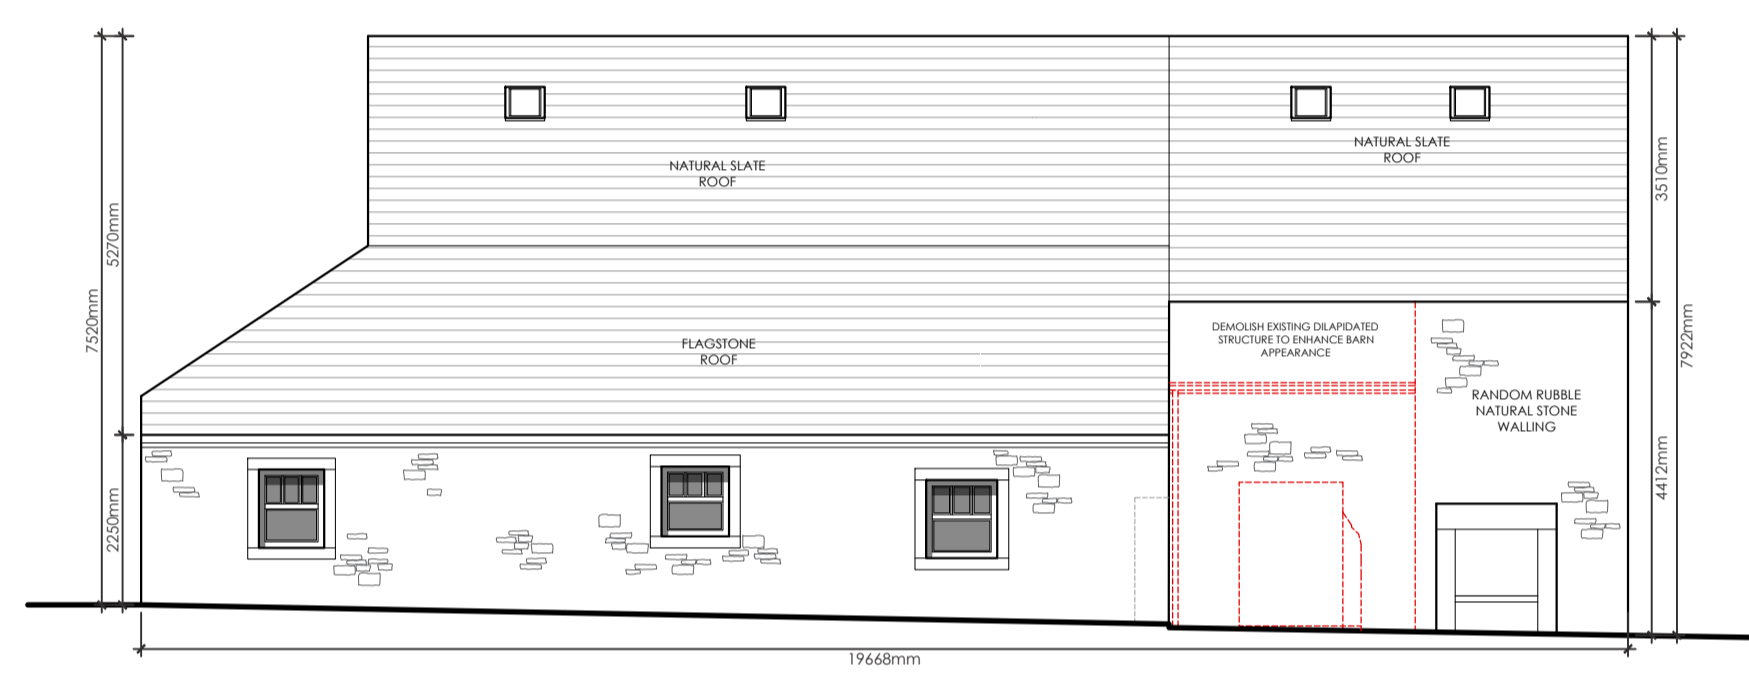 NATURAL SLATE
ROOF
NATURAL SLATE
ROOF
FLAGSTONE
ROOF
DEMOLISH EXISTING DILAPIDATED
STRUCTURE TO ENHANCE BARN
APPEARANCE
RANDOM RUBBLE
NATURAL STONE
WALLING
7520mm
5270mm
2250mm
3510mm
4412mm
7922mm
19668mm